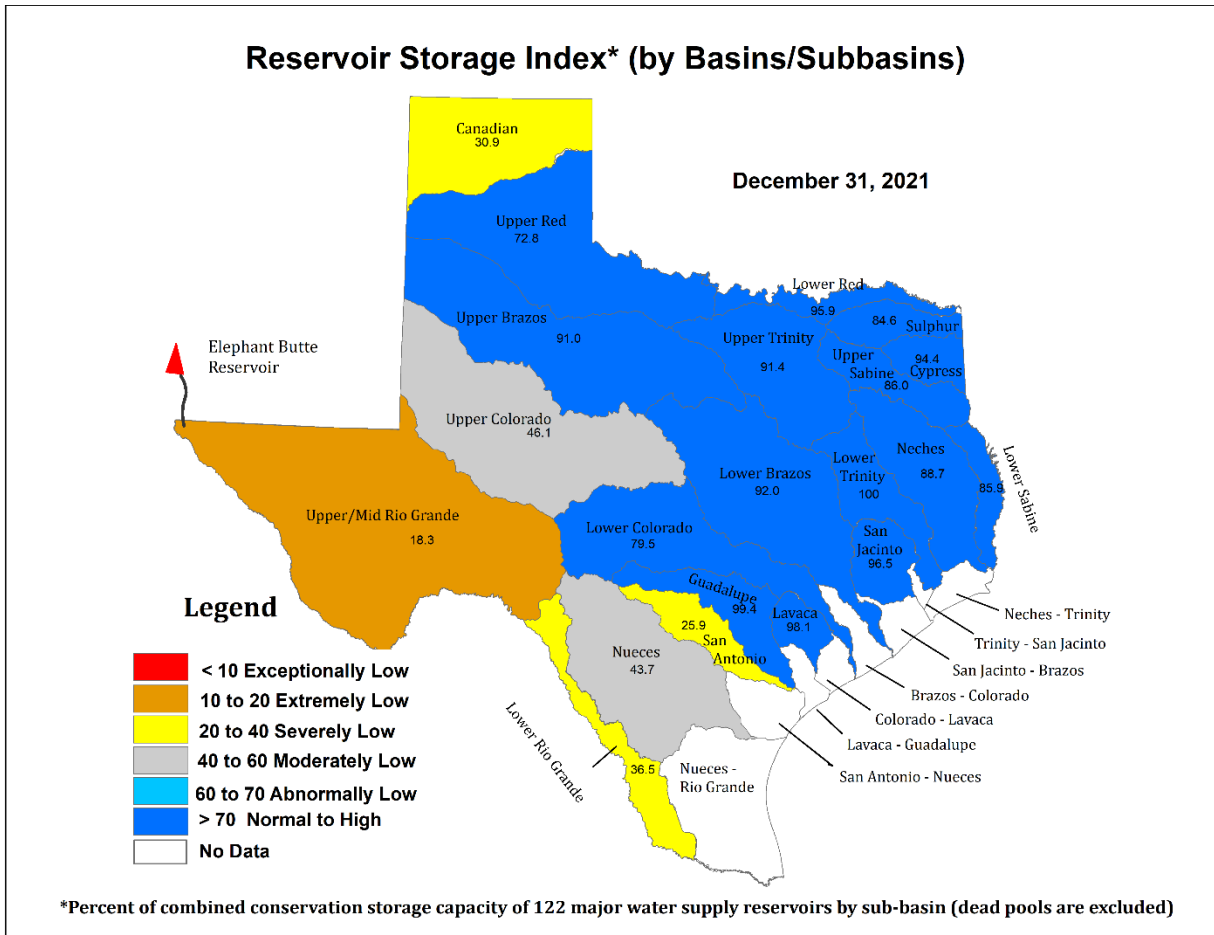 Reservoir Storage Index* (by Basins/Subbasins)
Canadian
30.9
December 31, 2021
Upper Red
72.8
Lower Red
95.9
84.6
Sulphur
Upper Brazos
91.0
Upper Trinity
91.4
Upper
Sabine
86.0
94.4
Cypress
Elephant Butte
Reservoir
Upper Colorado
46.1
Lower Brazos
92.0
Lower
Trinity
100
Neches
88.7
85.9
Lower Sabine
Upper/Mid Rio Grande
18.3
Lower Colorado
79.5
San
Jacinto
96.5
Guadalupe
99.4
Lavaca
98.1
25.9
San
Antonio
Nueces
43.7
Lower Rio Grande
36.5
Nueces -
Rio Grande
Neches - Trinity
Trinity - San Jacinto
San Jacinto - Brazos
Brazos - Colorado
Colorado - Lavaca
Lavaca - Guadalupe
San Antonio - Nueces
Legend
< 10 Exceptionally Low
10 to 20 Extremely Low
20 to 40 Severely Low
40 to 60 Moderately Low
60 to 70 Abnormally Low
> 70 Normal to High
No Data
*Percent of combined conservation storage capacity of 122 major water supply reservoirs by sub-basin (dead pools are excluded)